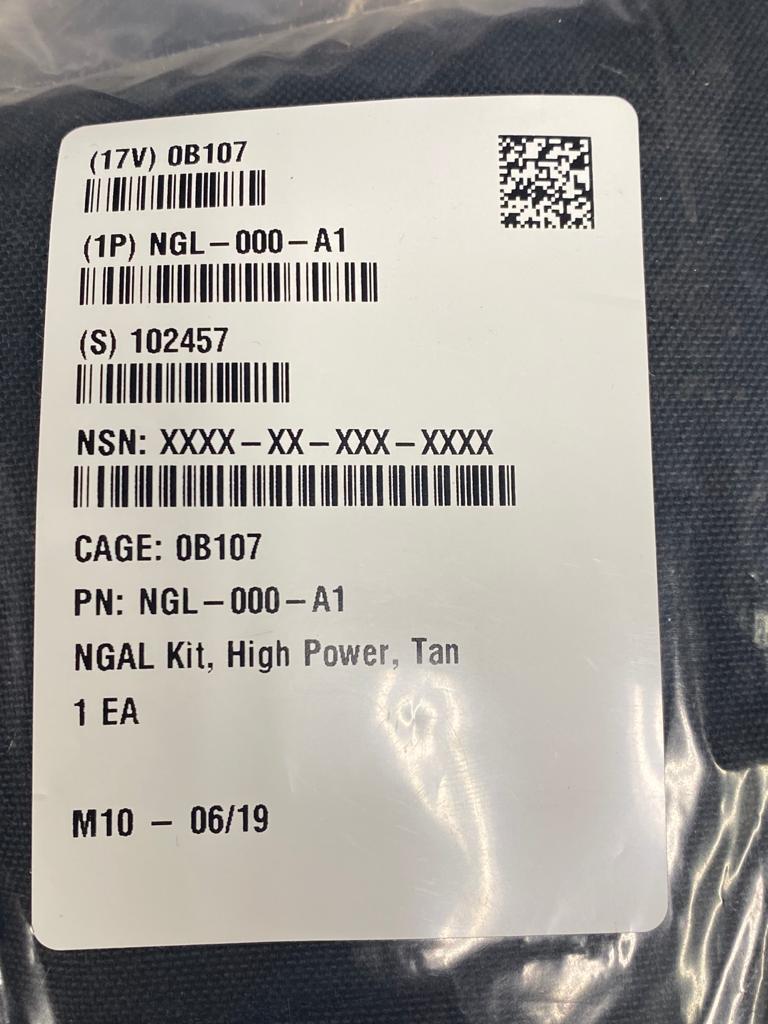 (17V) 0B107
(1P) NGL-000-A1
(S) 102457
NSN: XXXX-XX-XXX-XXXX
CAGE: 0B107
PN: NGL-000-A1
NGAL Kit, High Power, Tan
1 EA
M10 - 06/19